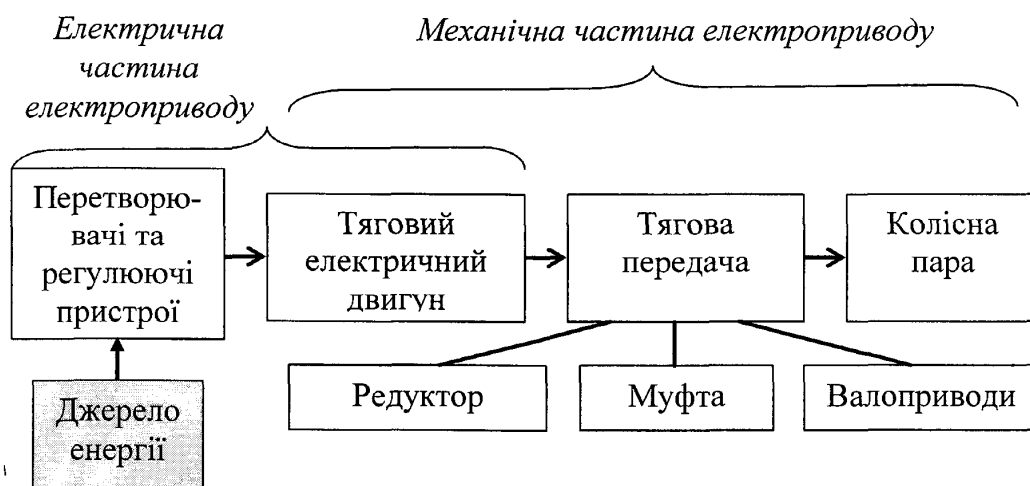 Електрична
частина
електроприводу
Механічна частина електроприводу
Перетворю-
вачі та
регулюючі
пристрої
Тяговий
електричний
двигун
Тягова
передача
Колісна
пара
Редуктор
Муфта
Валоприводи
Джерело
енергії